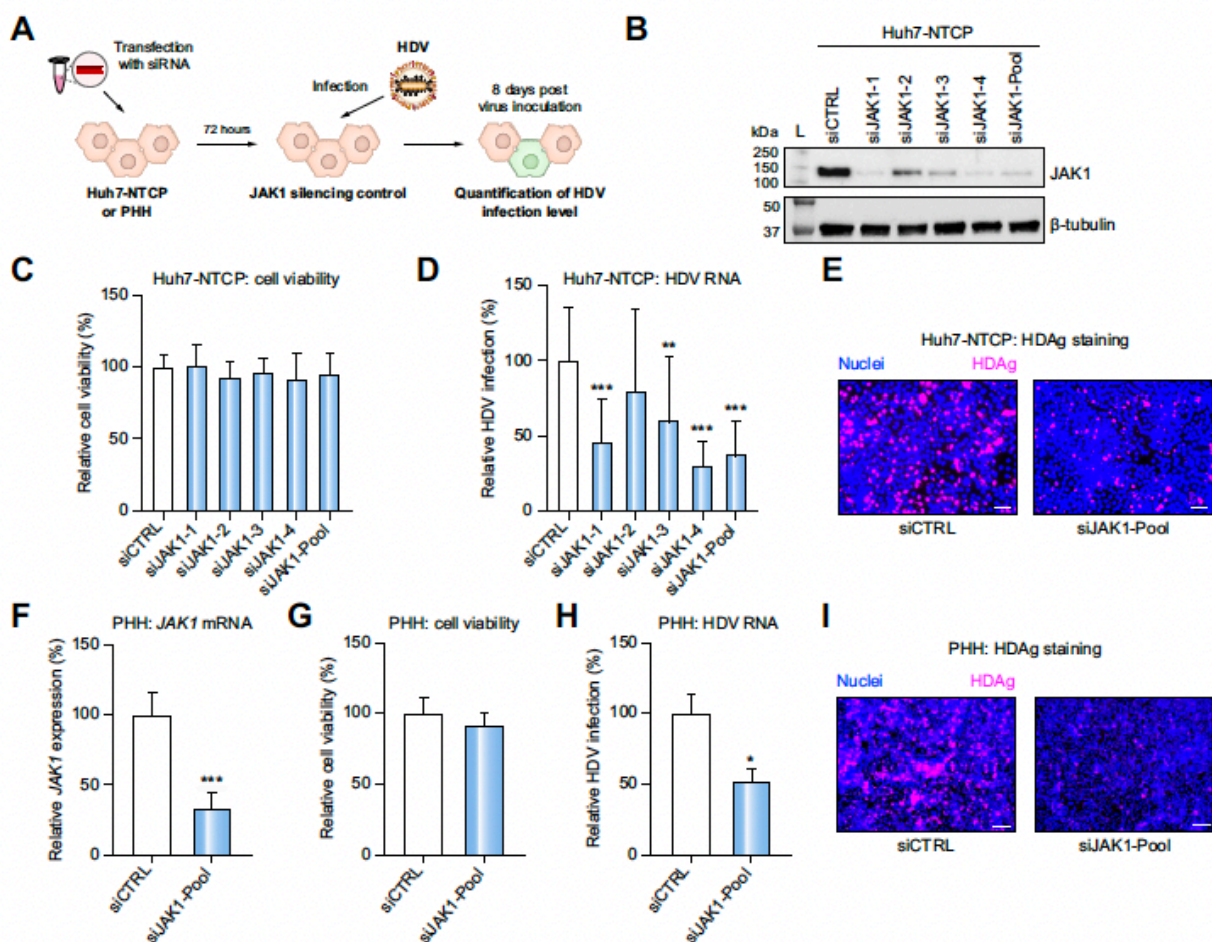 A
Transfection
with siRNA
HDV
Infection
8 days post
virus inoculation
72 hours
Huh7-NTCP
or PHH
JAK1 silencing control
Quantification of HDV
infection level
B
Huh7-NTCP
kDa
L
siCTRL
siJAK1-1
siJAK1-2
siJAK1-3
siJAK1-4
siJAK1-Pool
250
150
100
JAK1
50
37
β-tubulin
C
Huh7-NTCP: cell viability
Relative cell viability (%)
150
100
50
0
siCTRL
siJAK1-1
siJAK1-2
siJAK1-3
siJAK1-4
siJAK1-Pool
D
Huh7-NTCP: HDV RNA
Relative HDV infection (%)
150
100
50
0
***
**
***
***
siCTRL
siJAK1-1
siJAK1-2
siJAK1-3
siJAK1-4
siJAK1-Pool
E
Huh7-NTCP: HDAg staining
Nuclei HDAg
siCTRL
siJAK1-Pool
F
PHH: JAK1 mRNA
Relative JAK1 expression (%)
150
100
50
0
***
siCTRL
siJAK1-Pool
G
PHH: cell viability
Relative cell viability (%)
150
100
50
0
siCTRL
siJAK1-Pool
H
PHH: HDV RNA
Relative HDV infection (%)
150
100
50
0
*
siCTRL
siJAK1-Pool
I
PHH: HDAg staining
Nuclei HDAg
siCTRL
siJAK1-Pool